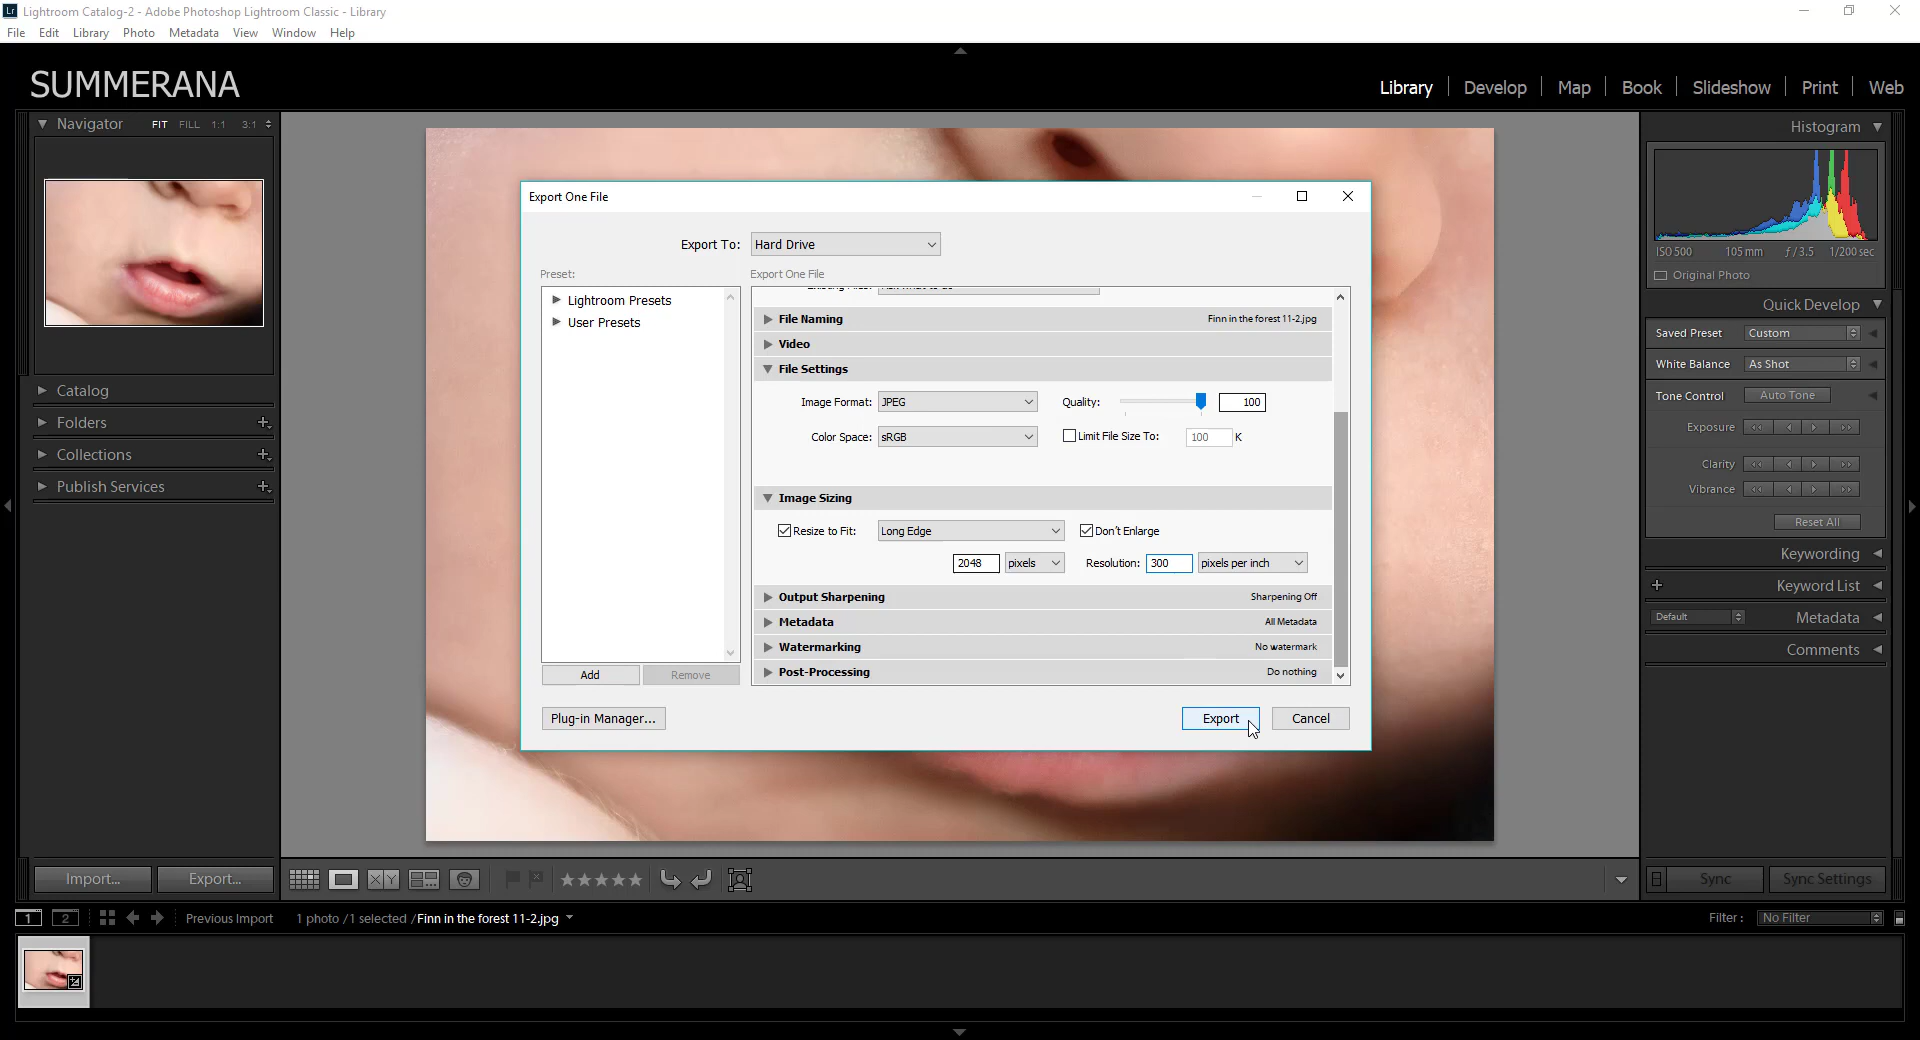 Lightroom Catalog-2 - Adobe Photoshop Lightroom Classic - Library
File Edit Library Photo Metadata View Window Help
SUMMERANA
Library Develop Map Book Slideshow Print Web
Navigator FIT FILL 1:1 3:1
Catalog
Folders
Collections
Publish Services
Import... Export...
Export One File
Export To: Hard Drive
Preset:
Lightroom Presets
User Presets
Add Remove
Plug-in Manager...
Export One File
File Naming Finn in the forest 11-2.jpg
Video
File Settings
Image Format: JPEG Quality: 100
Color Space: sRGB Limit File Size To: 100 K
Image Sizing
Resize to Fit: Long Edge Don't Enlarge
2048 pixels Resolution: 300 pixels per inch
Output Sharpening Sharpening Off
Metadata All Metadata
Watermarking No watermark
Post-Processing Do nothing
Export Cancel
Histogram
ISO 500 105 mm ƒ / 3.5 1/200 sec
Original Photo
Quick Develop
Saved Preset Custom
White Balance As Shot
Tone Control Auto Tone
Exposure
Clarity
Vibrance
Reset All
Keywording
Keyword List
Default Metadata
Comments
Sync Sync Settings
XY
1 2 Previous Import 1 photo / 1 selected / Finn in the forest 11-2.jpg
Filter : No Filter